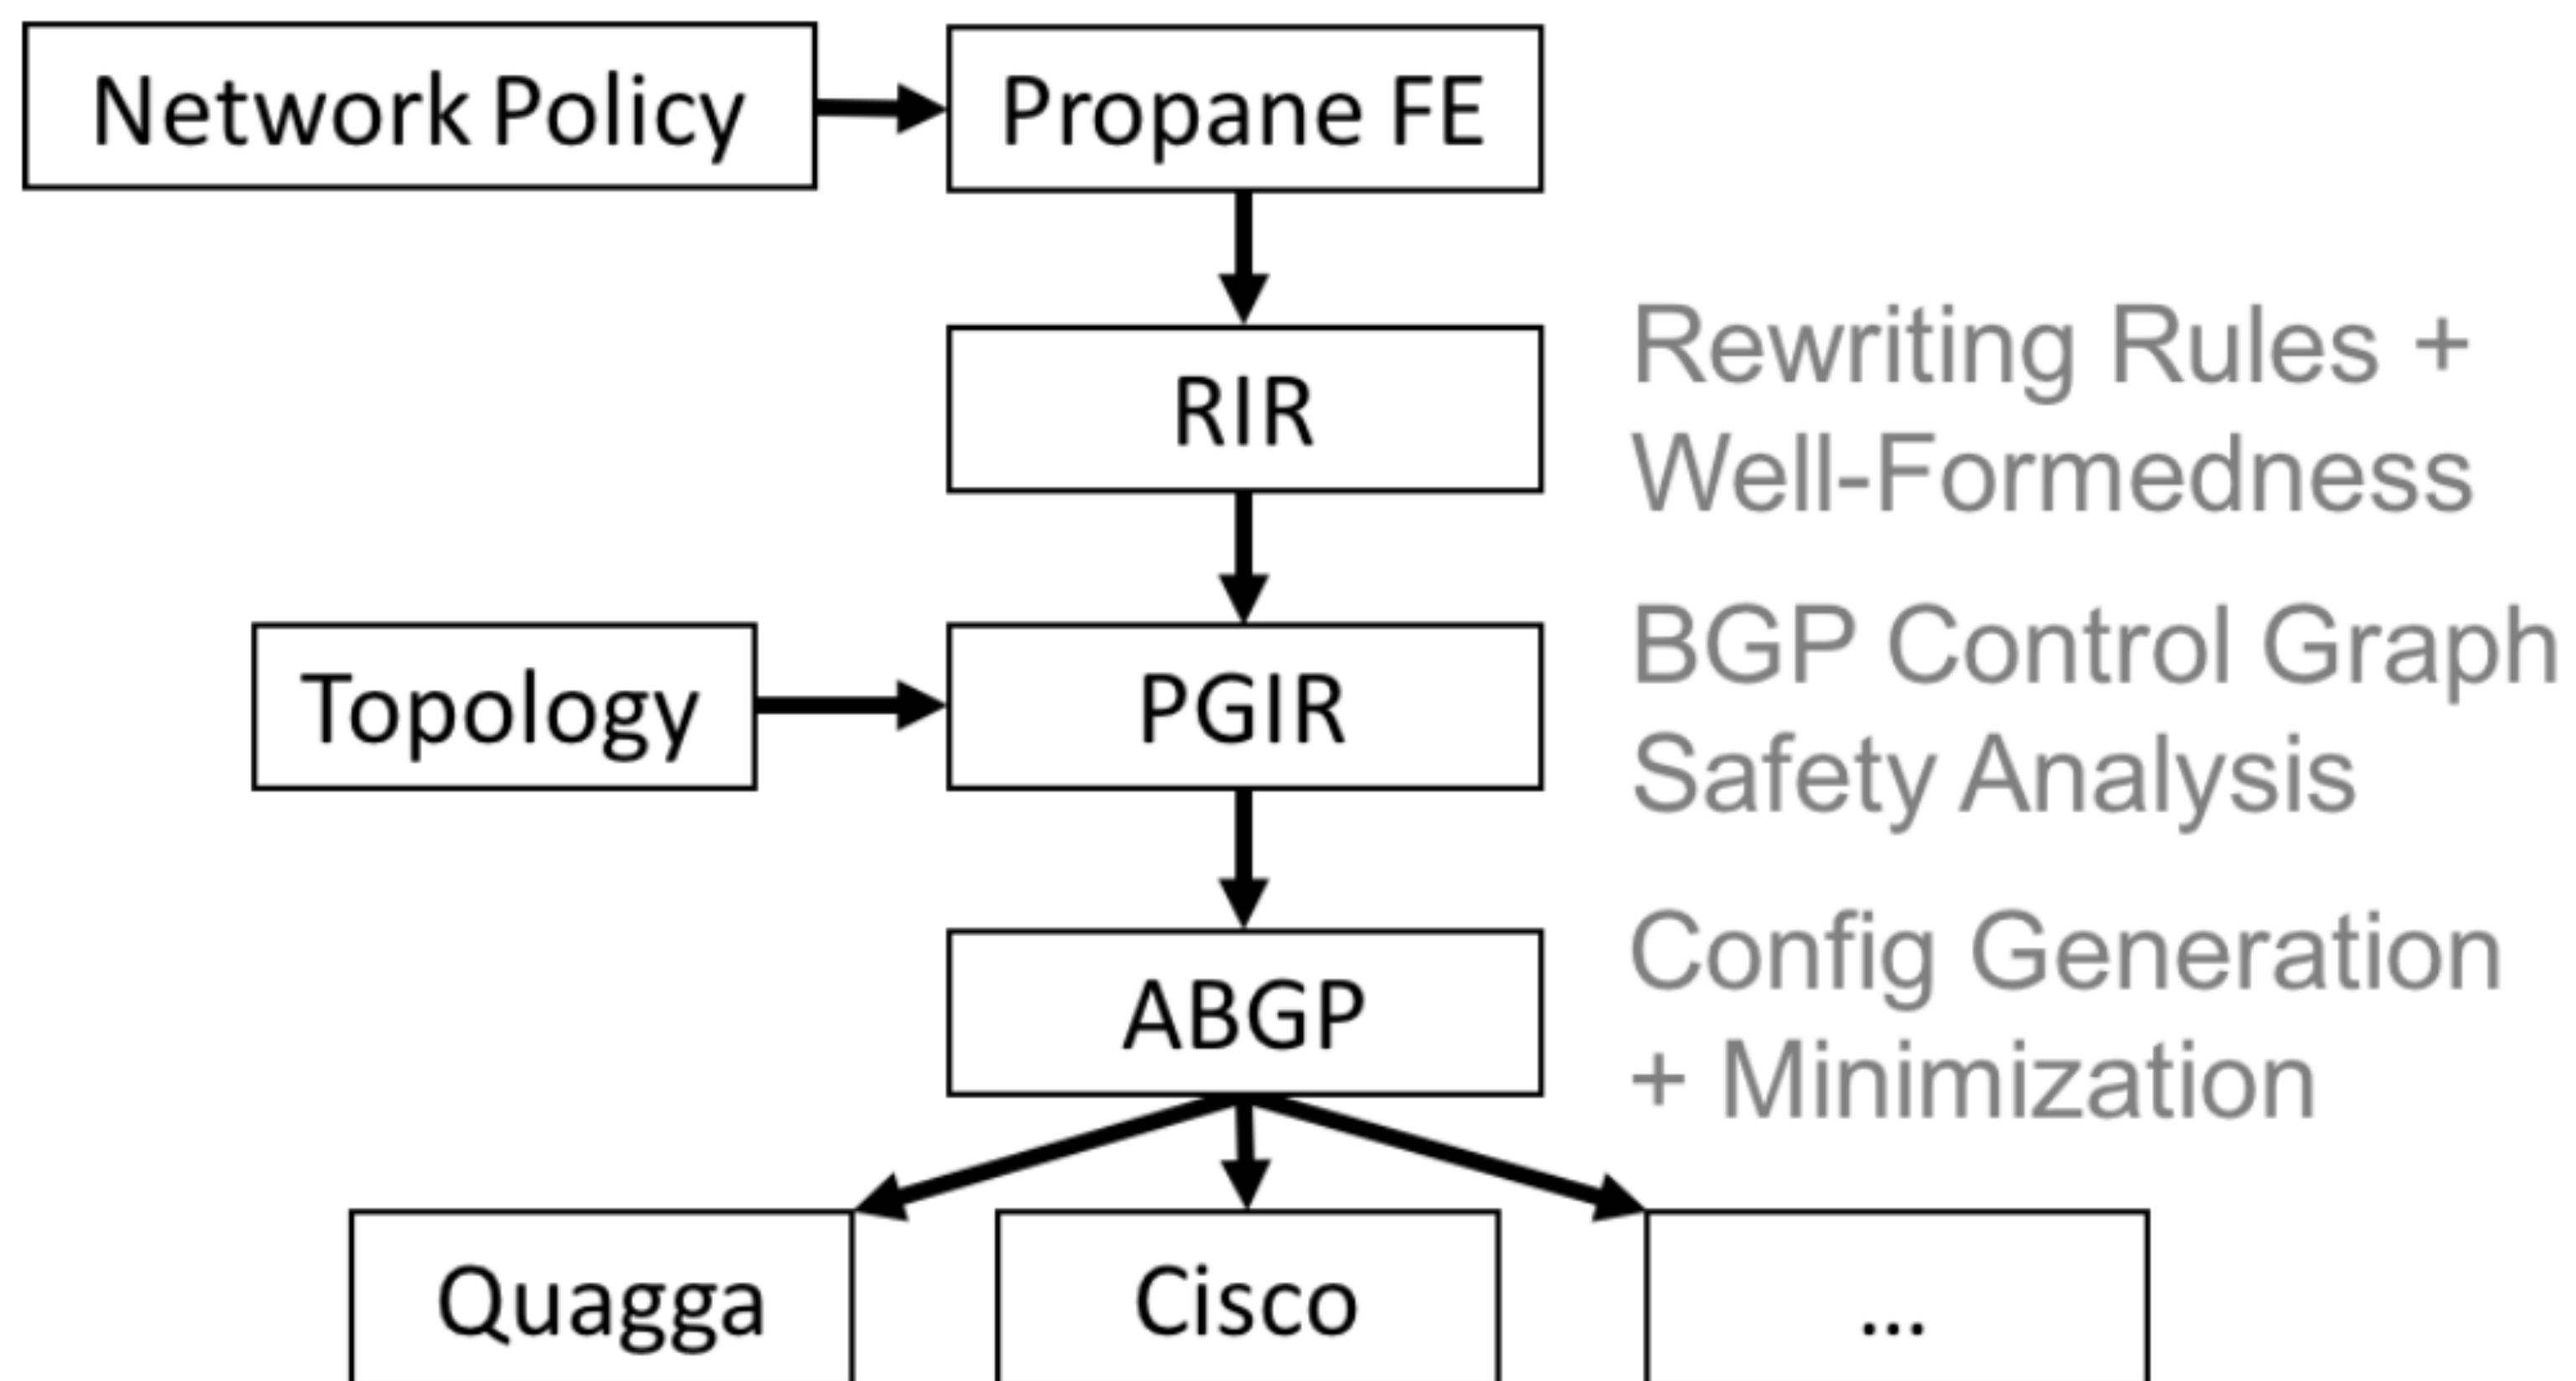 Network Policy
Propane FE
RIR
Rewriting Rules +
Well-Formedness
Topology
PGIR
BGP Control Graph
Safety Analysis
ABGP
Config Generation
+ Minimization
Quagga
Cisco
...